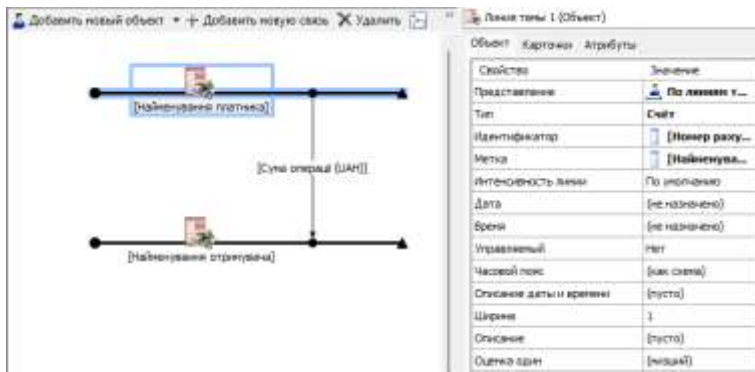 Добавить новый объект
Добавить новую связь
Удалить
[Найменування платника]
[Сума операції (UAH)]
[Найменування отримувача]
Линия темы 1 (Объект)
Объект Карточки Атрибуты
Свойство Значение
Представление По линиям т...
Тип Счёт
Идентификатор [Номер раху...
Метка [Найменува...
Интенсивность линии По умолчанию
Дата (не назначено)
Время (не назначено)
Управляемый Нет
Часовой пояс (как схема)
Описание даты и времени (пусто)
Ширина 1
Описание (пусто)
Оценка один (низший)